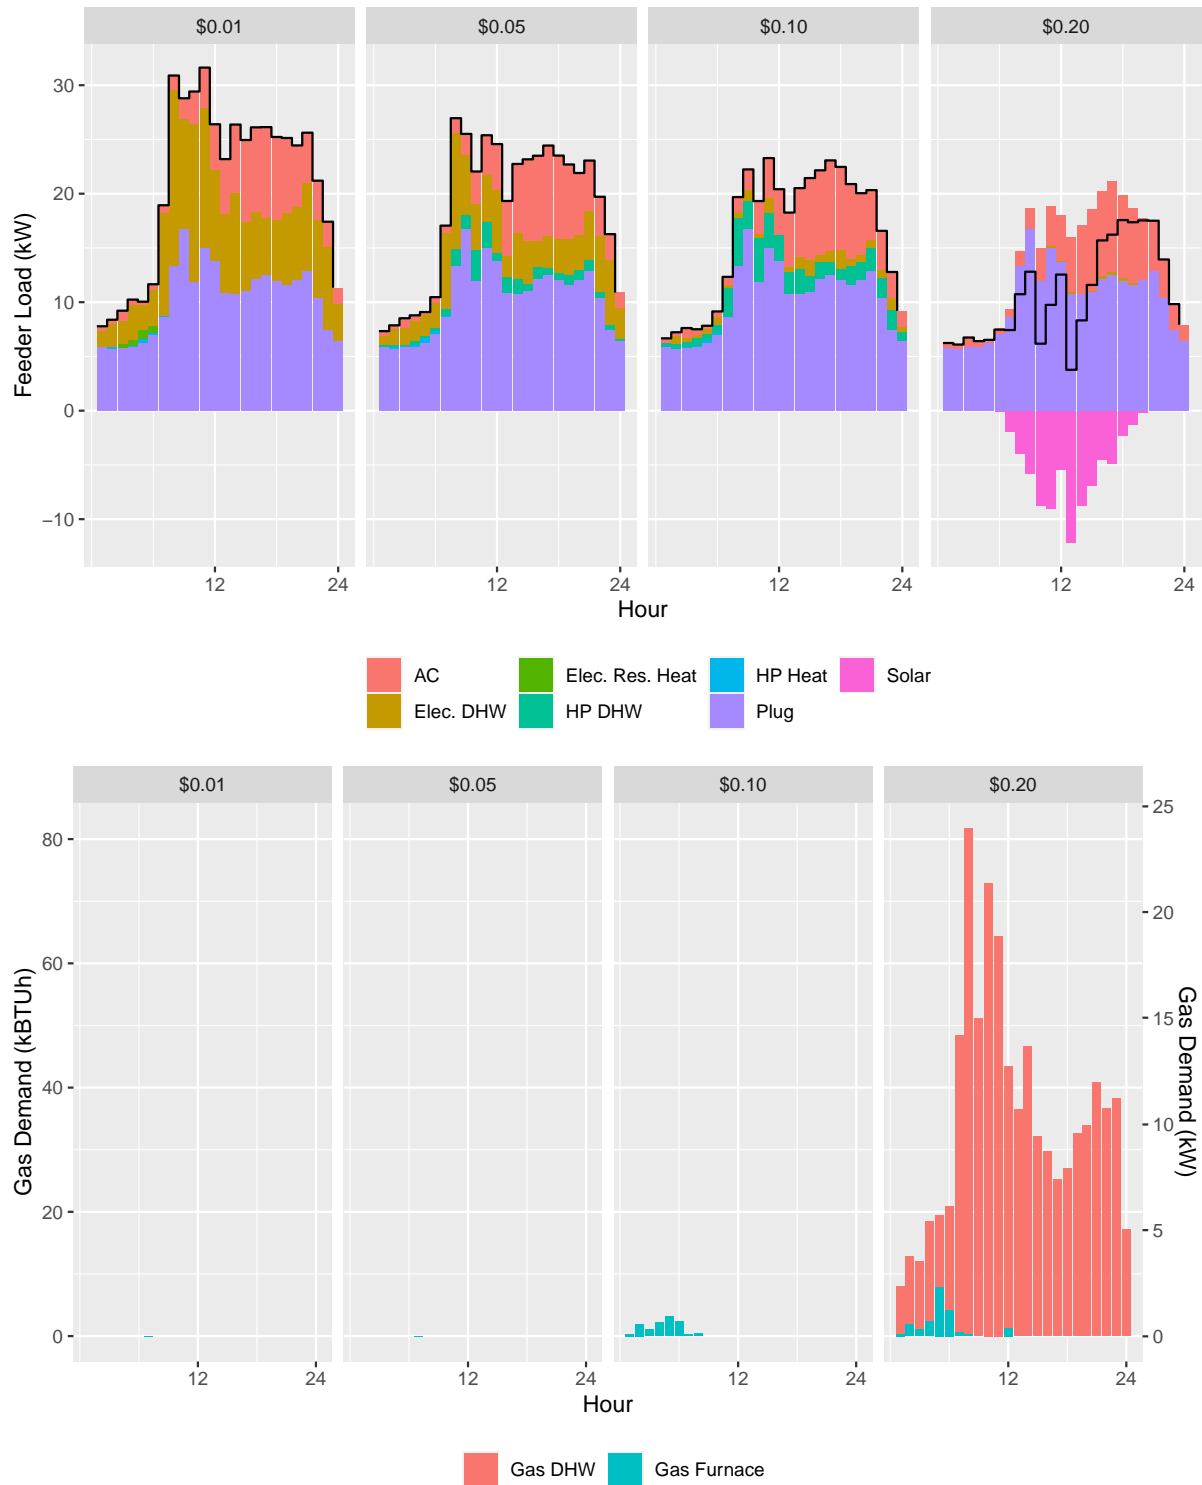 $0.01 $0.05 $0.10 $0.20
30
20
10
0
−10
Feeder Load (kW)
12 24 12 24 12 24 12 24
Hour
AC Elec. Res. Heat HP Heat Solar
Elec. DHW HP DHW Plug
$0.01 $0.05 $0.10 $0.20
80
60
40
20
0
Gas Demand (kBTUh)
25
20
15
10
5
0
Gas Demand (kW)
12 24 12 24 12 24 12 24
Hour
Gas DHW Gas Furnace